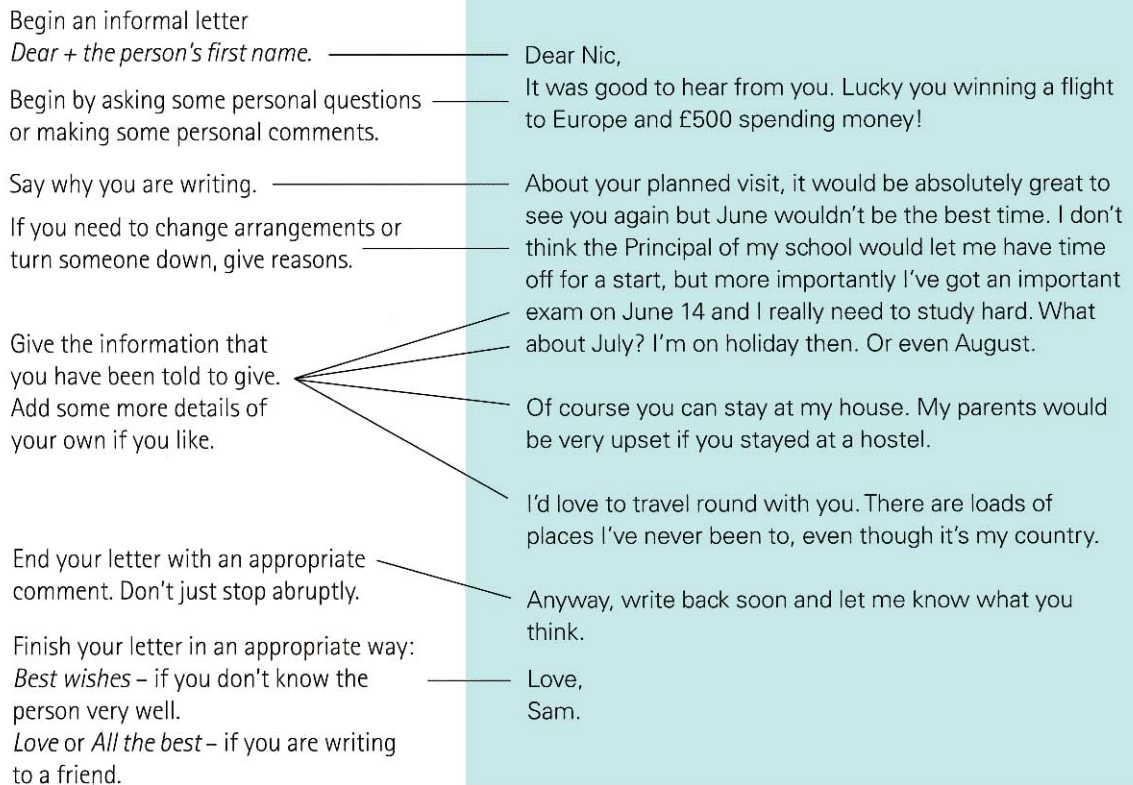 Begin an informal letter
Dear + the person's first name.
Begin by asking some personal questions
or making some personal comments.
Say why you are writing.
If you need to change arrangements or
turn someone down, give reasons.
Give the information that
you have been told to give.
Add some more details of
your own if you like.
End your letter with an appropriate
comment. Don't just stop abruptly.
Finish your letter in an appropriate way:
Best wishes – if you don't know the
person very well.
Love or All the best – if you are writing
to a friend.
Dear Nic,
It was good to hear from you. Lucky you winning a flight
to Europe and £500 spending money!
About your planned visit, it would be absolutely great to
see you again but June wouldn't be the best time. I don't
think the Principal of my school would let me have time
off for a start, but more importantly I've got an important
exam on June 14 and I really need to study hard. What
about July? I'm on holiday then. Or even August.
Of course you can stay at my house. My parents would
be very upset if you stayed at a hostel.
I'd love to travel round with you. There are loads of
places I've never been to, even though it's my country.
Anyway, write back soon and let me know what you
think.
Love,
Sam.